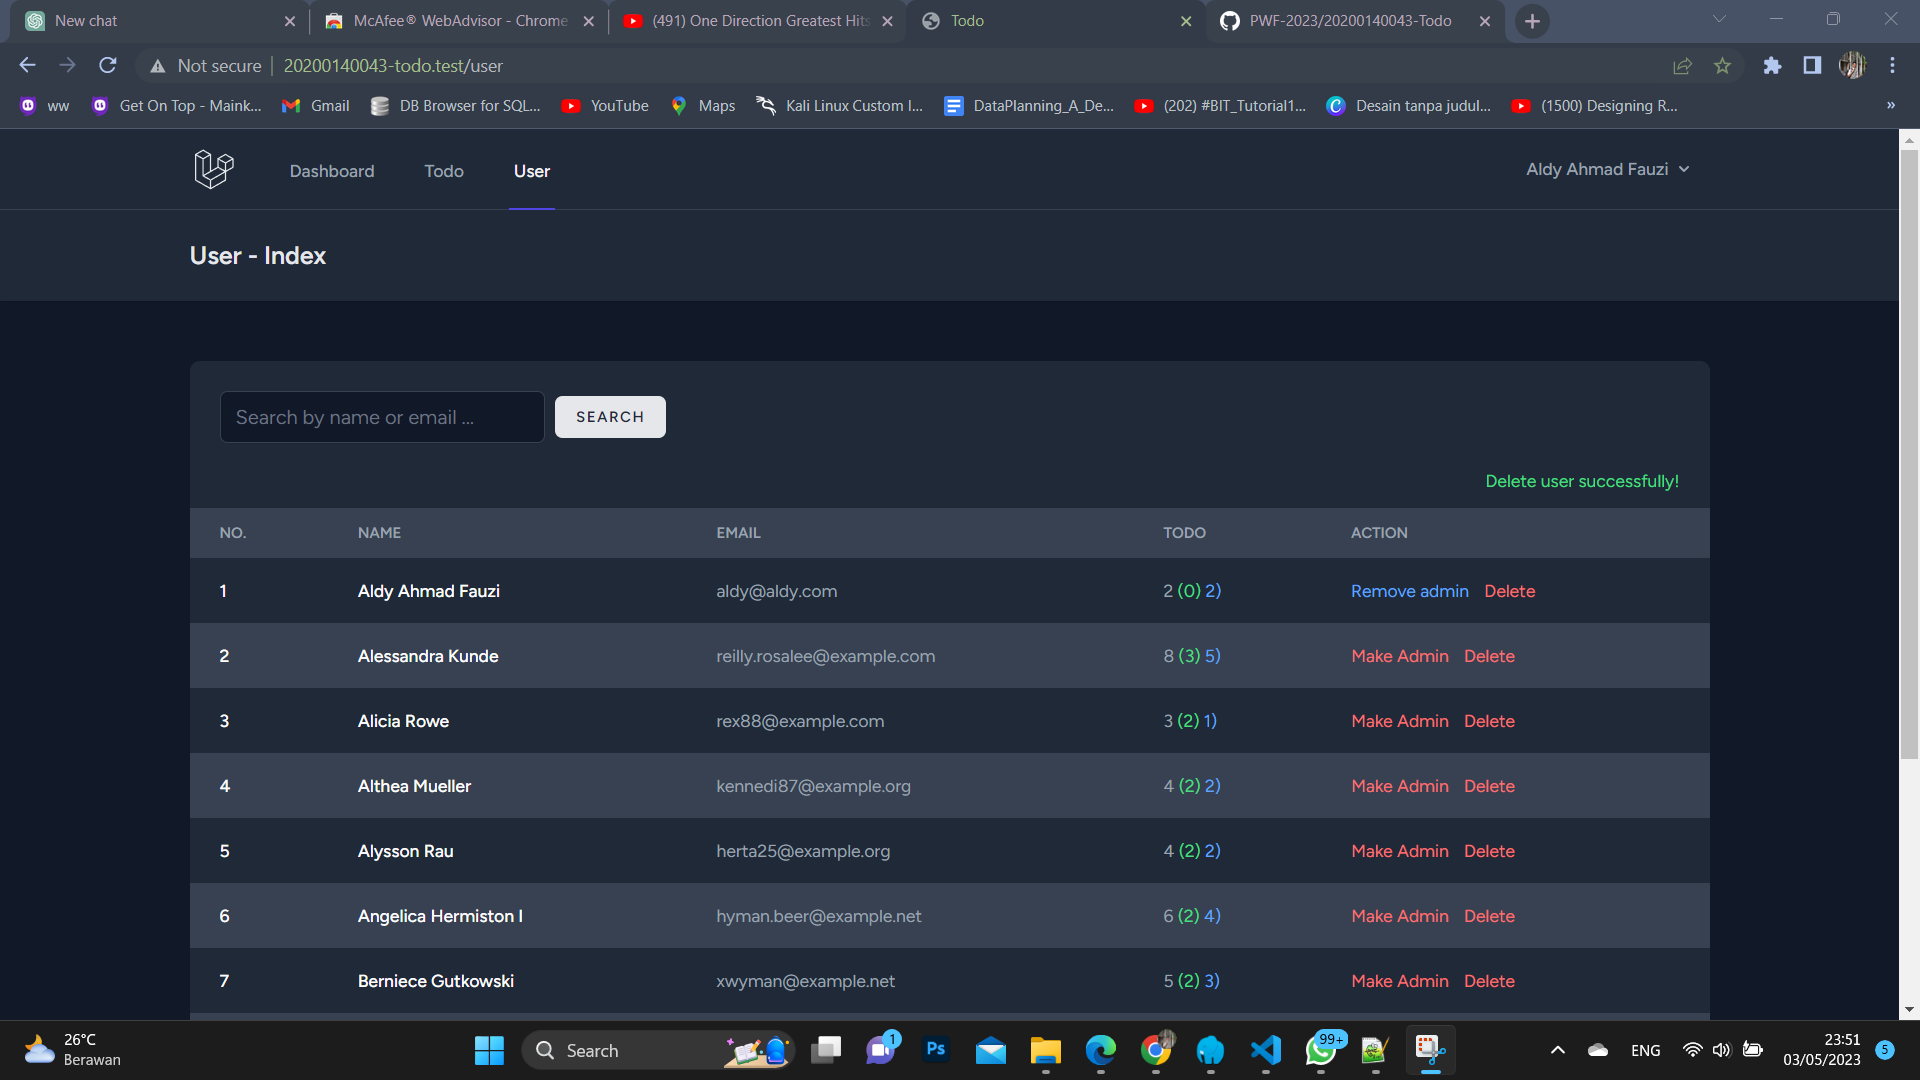 New chat
McAfee® WebAdvisor - Chrome
(491) One Direction Greatest Hits
Todo
PWF-2023/20200140043-Todo
Not secure | 20200140043-todo.test/user
ww
Get On Top - Maink...
Gmail
DB Browser for SQL...
YouTube
Maps
Kali Linux Custom I...
DataPlanning_A_De...
(202) #BIT_Tutorial1...
Desain tanpa judul...
(1500) Designing R...
»
Dashboard Todo User
Aldy Ahmad Fauzi
User - Index
Search by name or email ...
SEARCH
Delete user successfully!
NO. NAME EMAIL TODO ACTION
1 Aldy Ahmad Fauzi aldy@aldy.com 2 (0) 2) Remove admin Delete
2 Alessandra Kunde reilly.rosalee@example.com 8 (3) 5) Make Admin Delete
3 Alicia Rowe rex88@example.com 3 (2) 1) Make Admin Delete
4 Althea Mueller kennedi87@example.org 4 (2) 2) Make Admin Delete
5 Alysson Rau herta25@example.org 4 (2) 2) Make Admin Delete
6 Angelica Hermiston I hyman.beer@example.net 6 (2) 4) Make Admin Delete
7 Berniece Gutkowski xwyman@example.net 5 (2) 3) Make Admin Delete
26°C
Berawan
Search
1
Ps
99+
ENG
23:51
03/05/2023
5